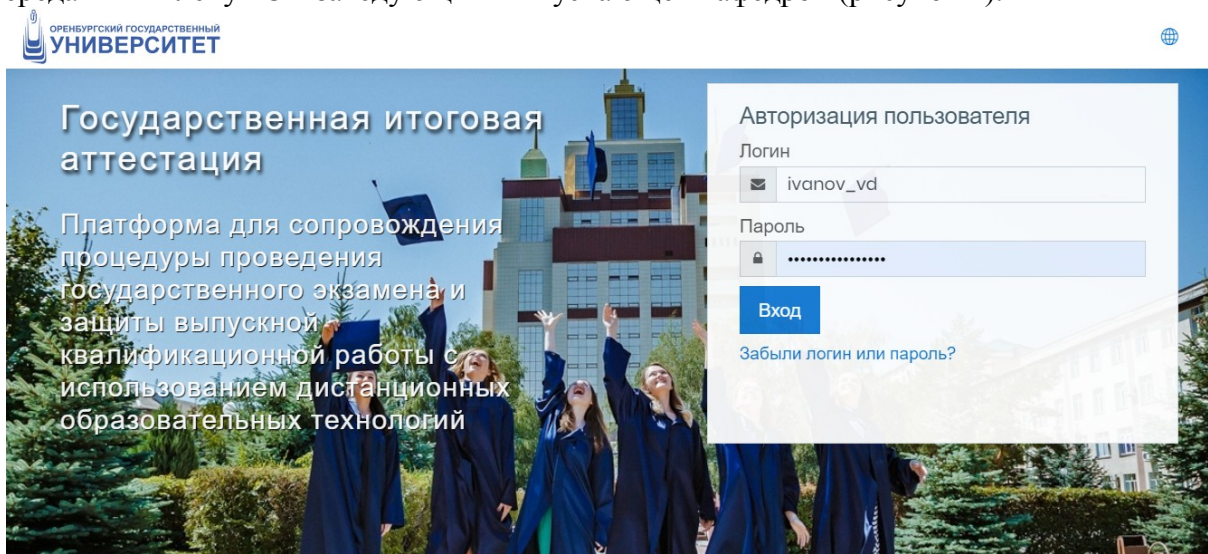 ОРЕНБУРГСКИЙ ГОСУДАРСТВЕННЫЙ
УНИВЕРСИТЕТ
Государственная итоговая
аттестация
Платформа для сопровождения
процедуры проведения
государственного экзамена и
защиты выпускной
квалификационной работы с
использованием дистанционных
образовательных технологий
Авторизация пользователя
Логин
ivanov_vd
Пароль
••••••••••••••••
Вход
Забыли логин или пароль?